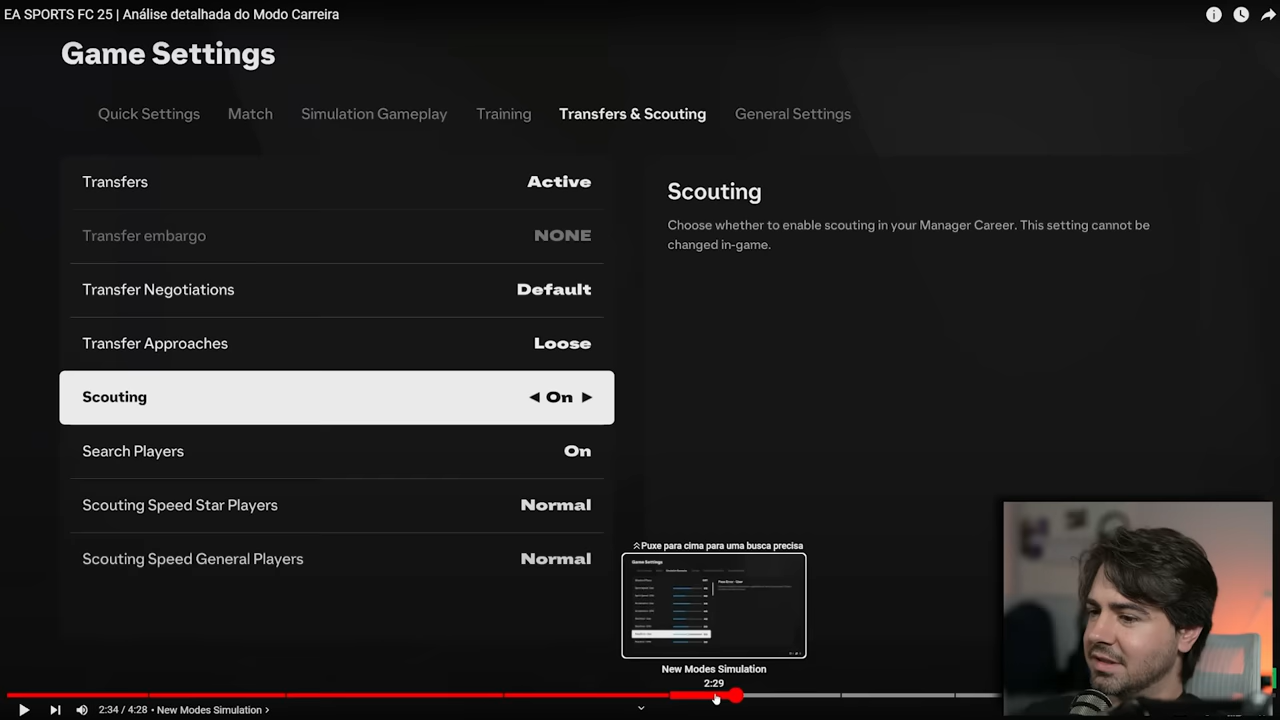 EA SPORTS FC 25 | Análise detalhada do Modo Carreira
Game Settings
Quick Settings Match Simulation Gameplay Training Transfers & Scouting General Settings
Transfers Active
Transfer embargo NONE
Transfer Negotiations Default
Transfer Approaches Loose
Scouting On
Search Players On
Scouting Speed Star Players Normal
Scouting Speed General Players Normal
Scouting
Choose whether to enable scouting in your Manager Career. This setting cannot be
changed in-game.
Puxe para cima para uma busca precisa
Game Settings
New Modes Simulation
2:29
2:34 / 4:28 • New Modes Simulation >